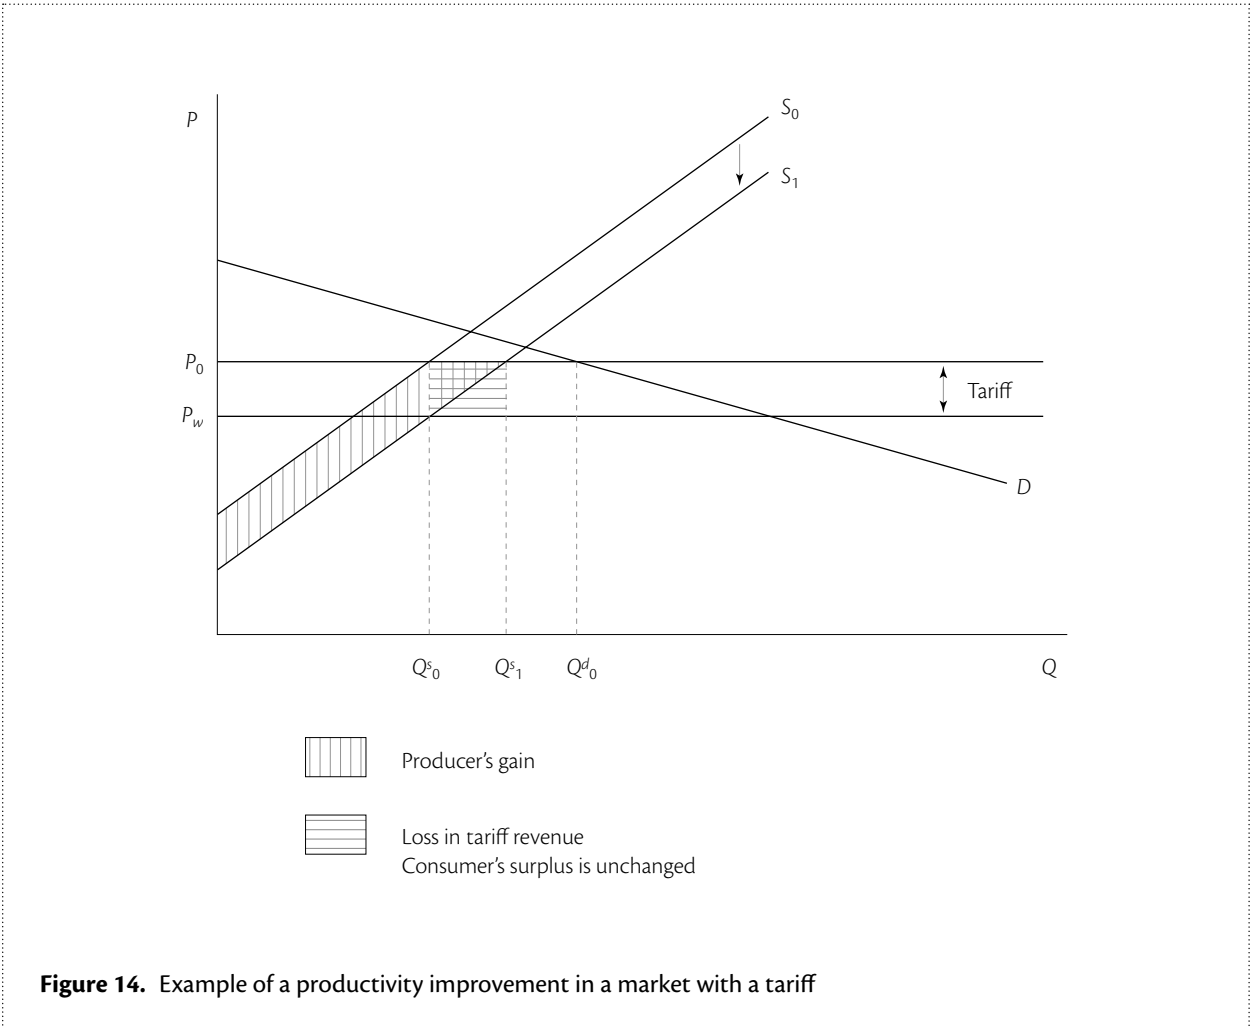 P
S0
S1
P0
Pw
Tariff
D
Qs0 Qs1 Qd0 Q
Producer's gain
Loss in tariff revenue
Consumer's surplus is unchanged
Figure 14. Example of a productivity improvement in a market with a tariff